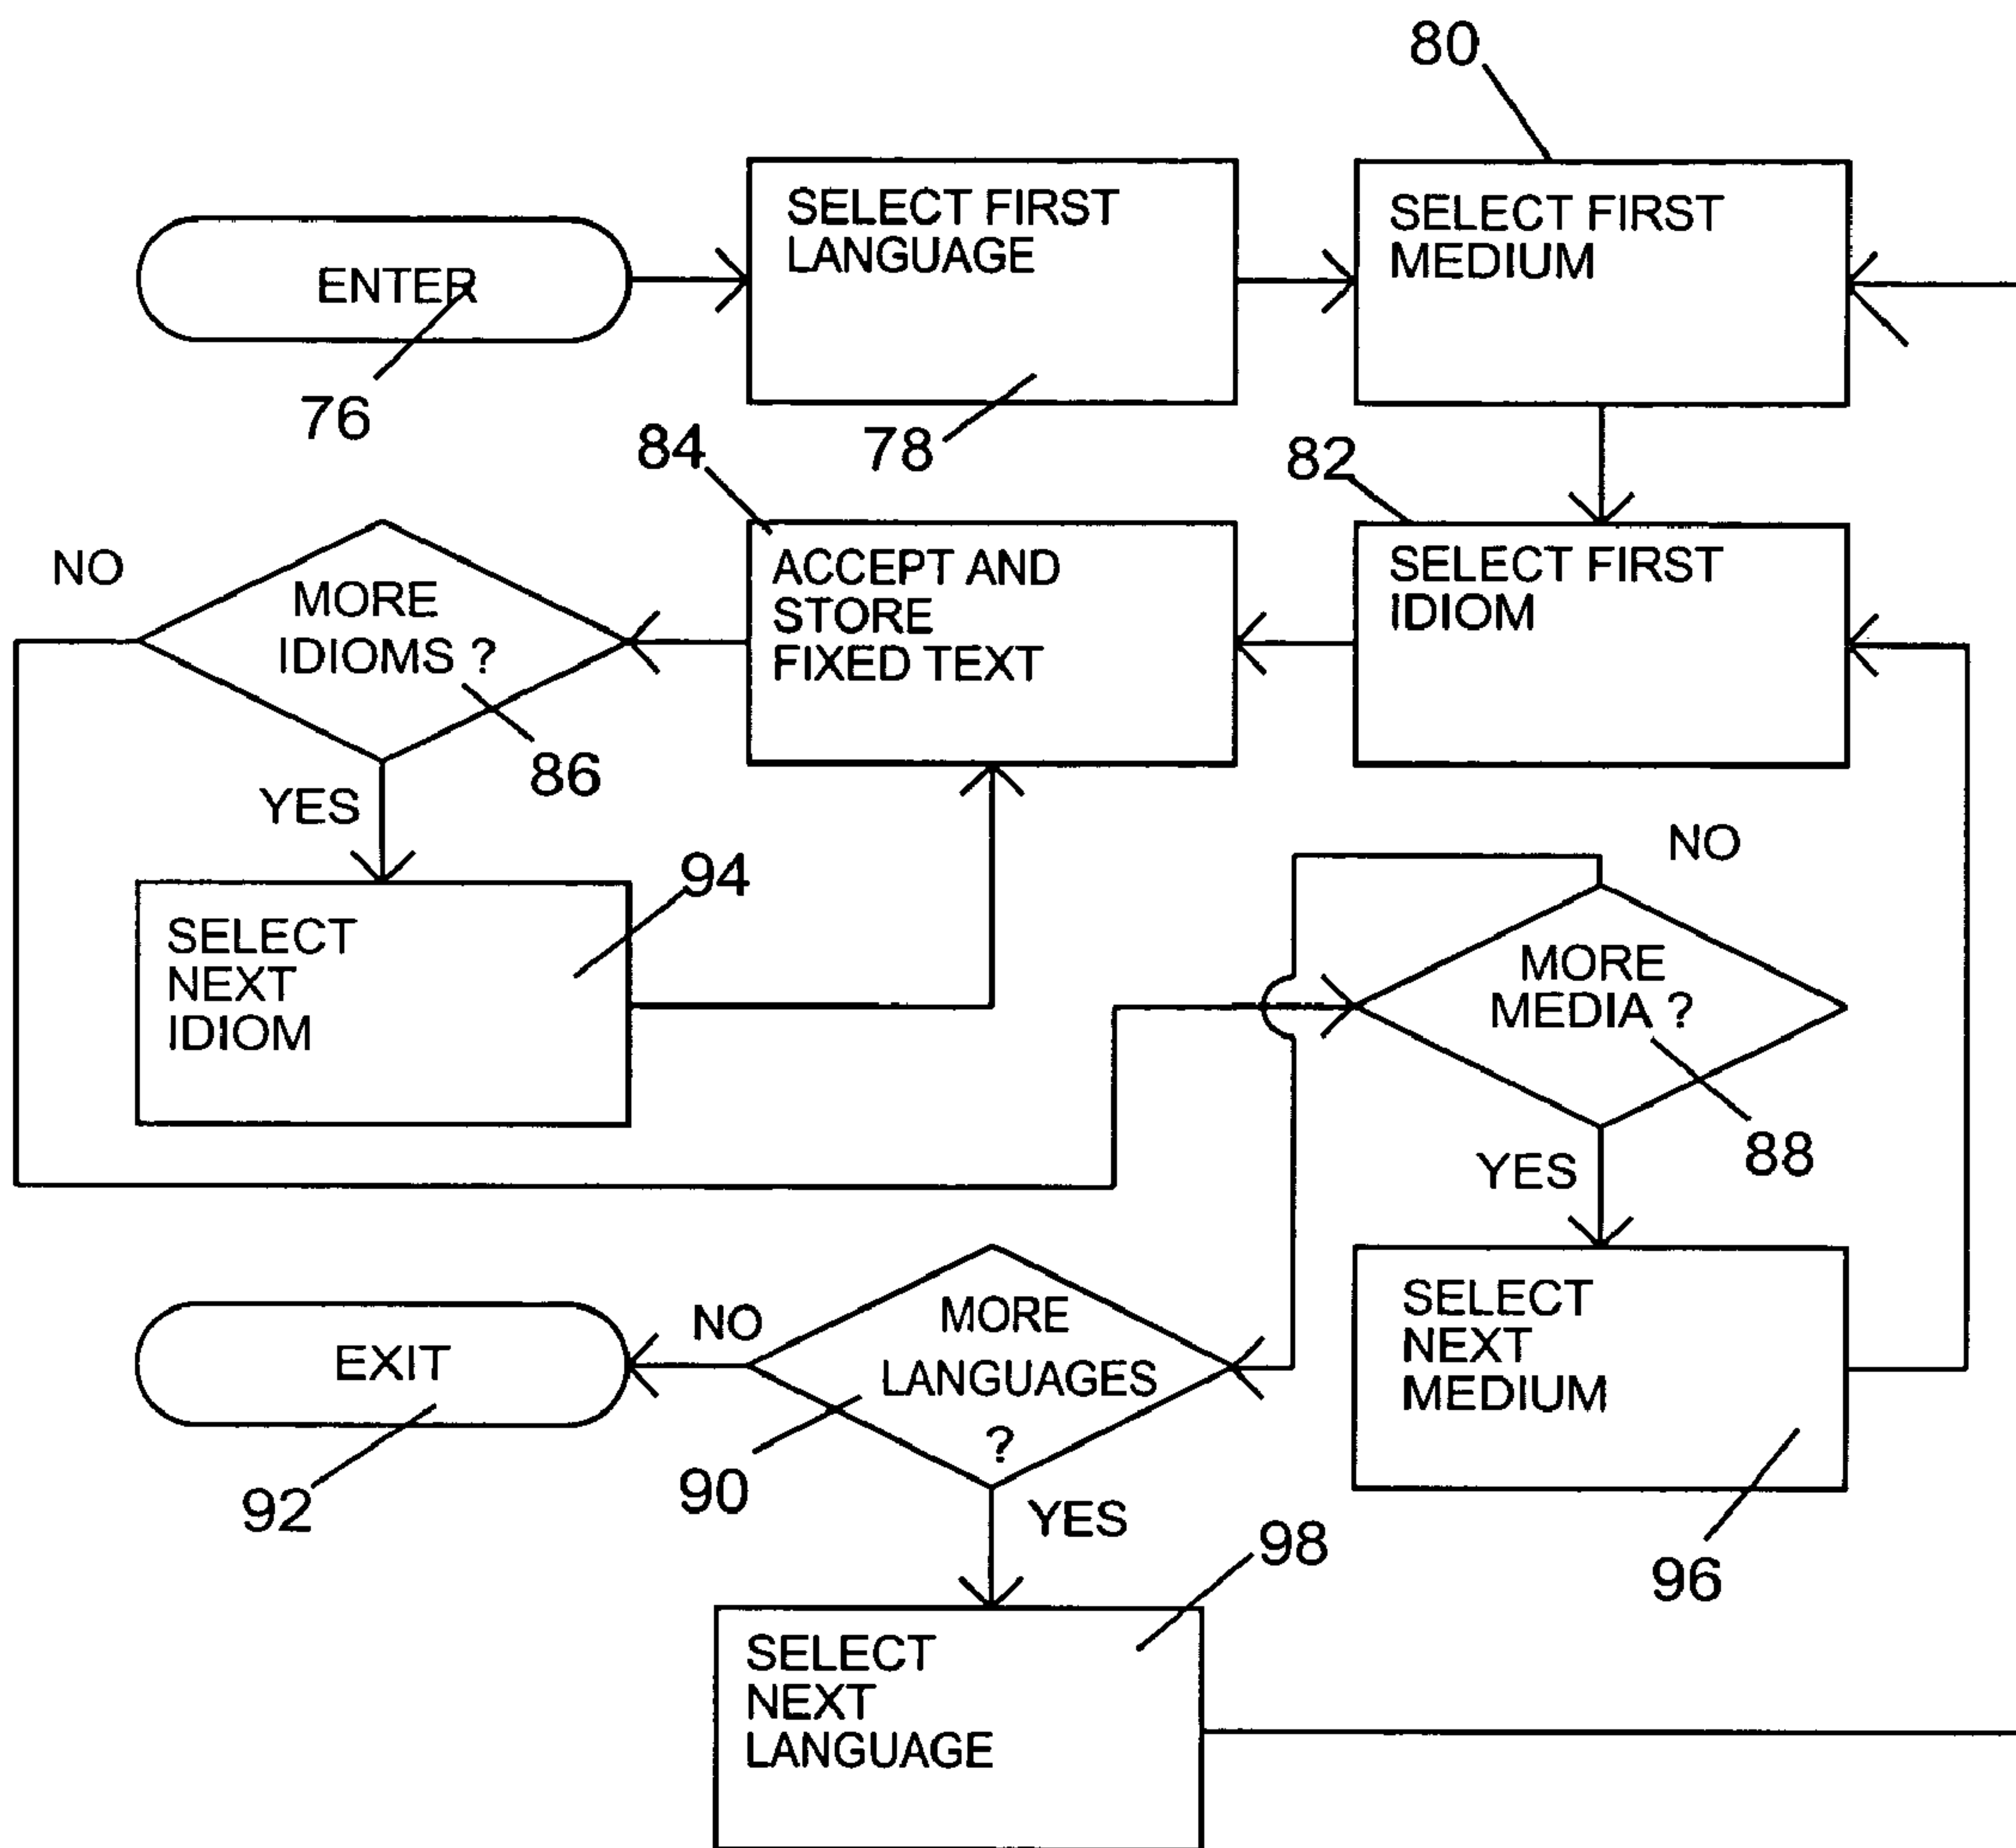 80
SELECT FIRST
LANGUAGE
SELECT FIRST
MEDIUM
ENTER
76
78
84
82
NO
MORE
IDIOMS ?
ACCEPT AND
STORE
FIXED TEXT
SELECT FIRST
IDIOM
86
YES
NO
94
SELECT
NEXT
IDIOM
MORE
MEDIA ?
88
YES
NO
MORE
LANGUAGES
?
EXIT
SELECT
NEXT
MEDIUM
92
90
YES
98
96
SELECT
NEXT
LANGUAGE